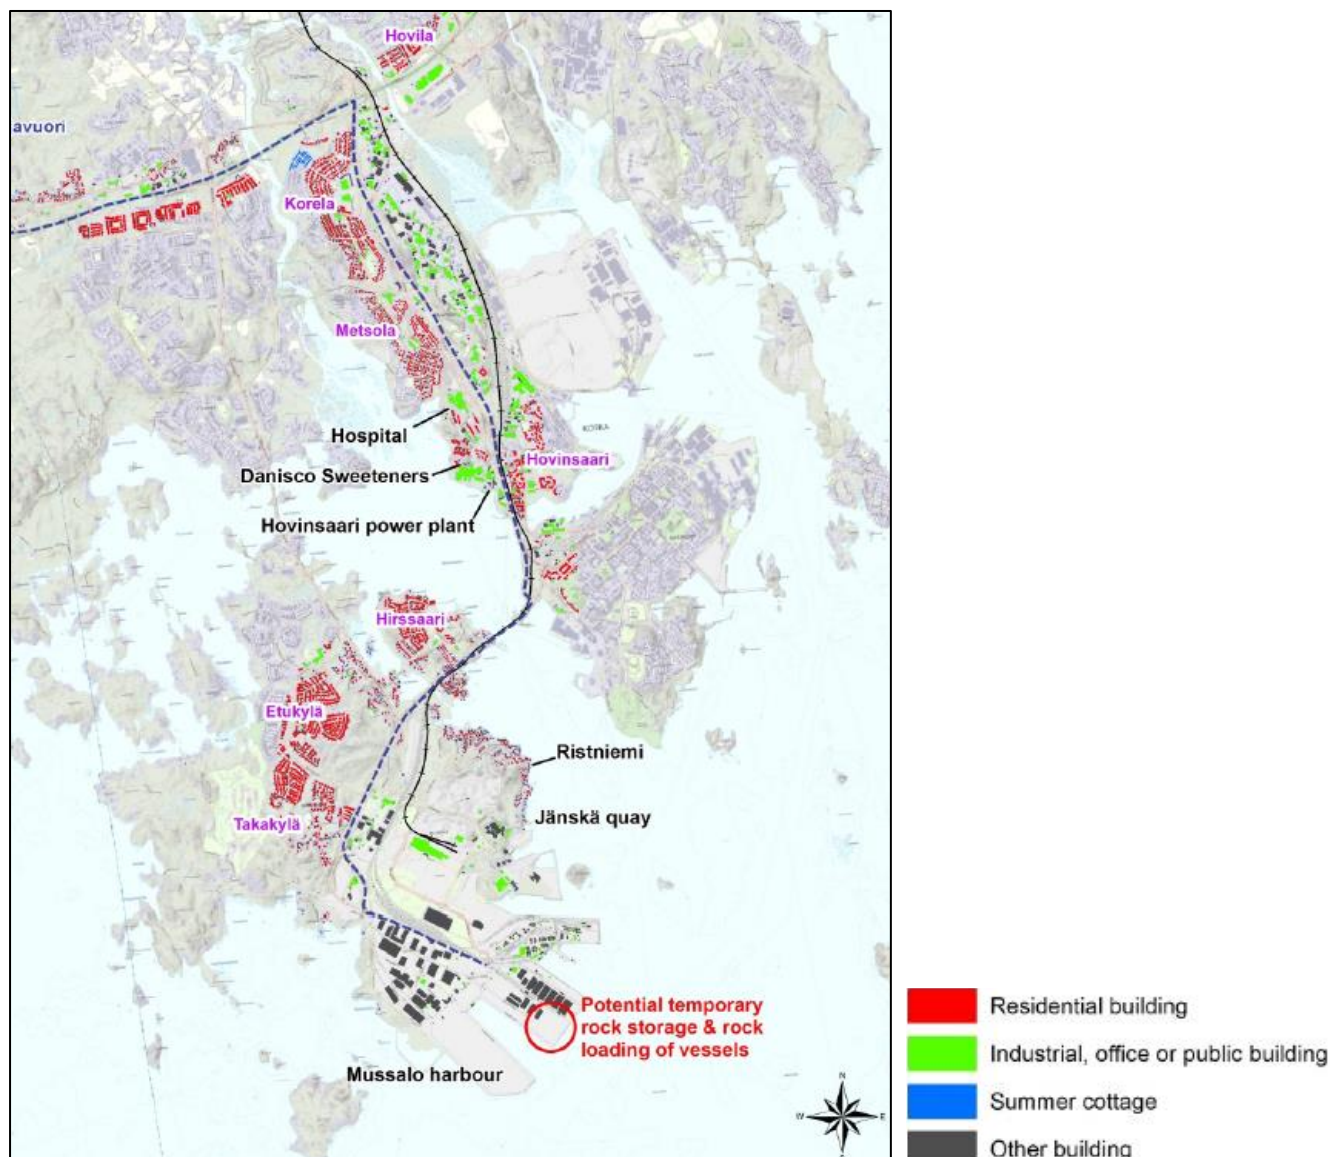 Hovila
avuori
Korela
Metsola
Hospital
Danisco Sweeteners
Hovinsaari
Hovinsaari power plant
Hirssaari
Etukylä
Ristniemi
Jänskä quay
Takakylä
Potential temporary
rock storage & rock
loading of vessels
Mussalo harbour
N
W
E
Residential building
Industrial, office or public building
Summer cottage
Other building